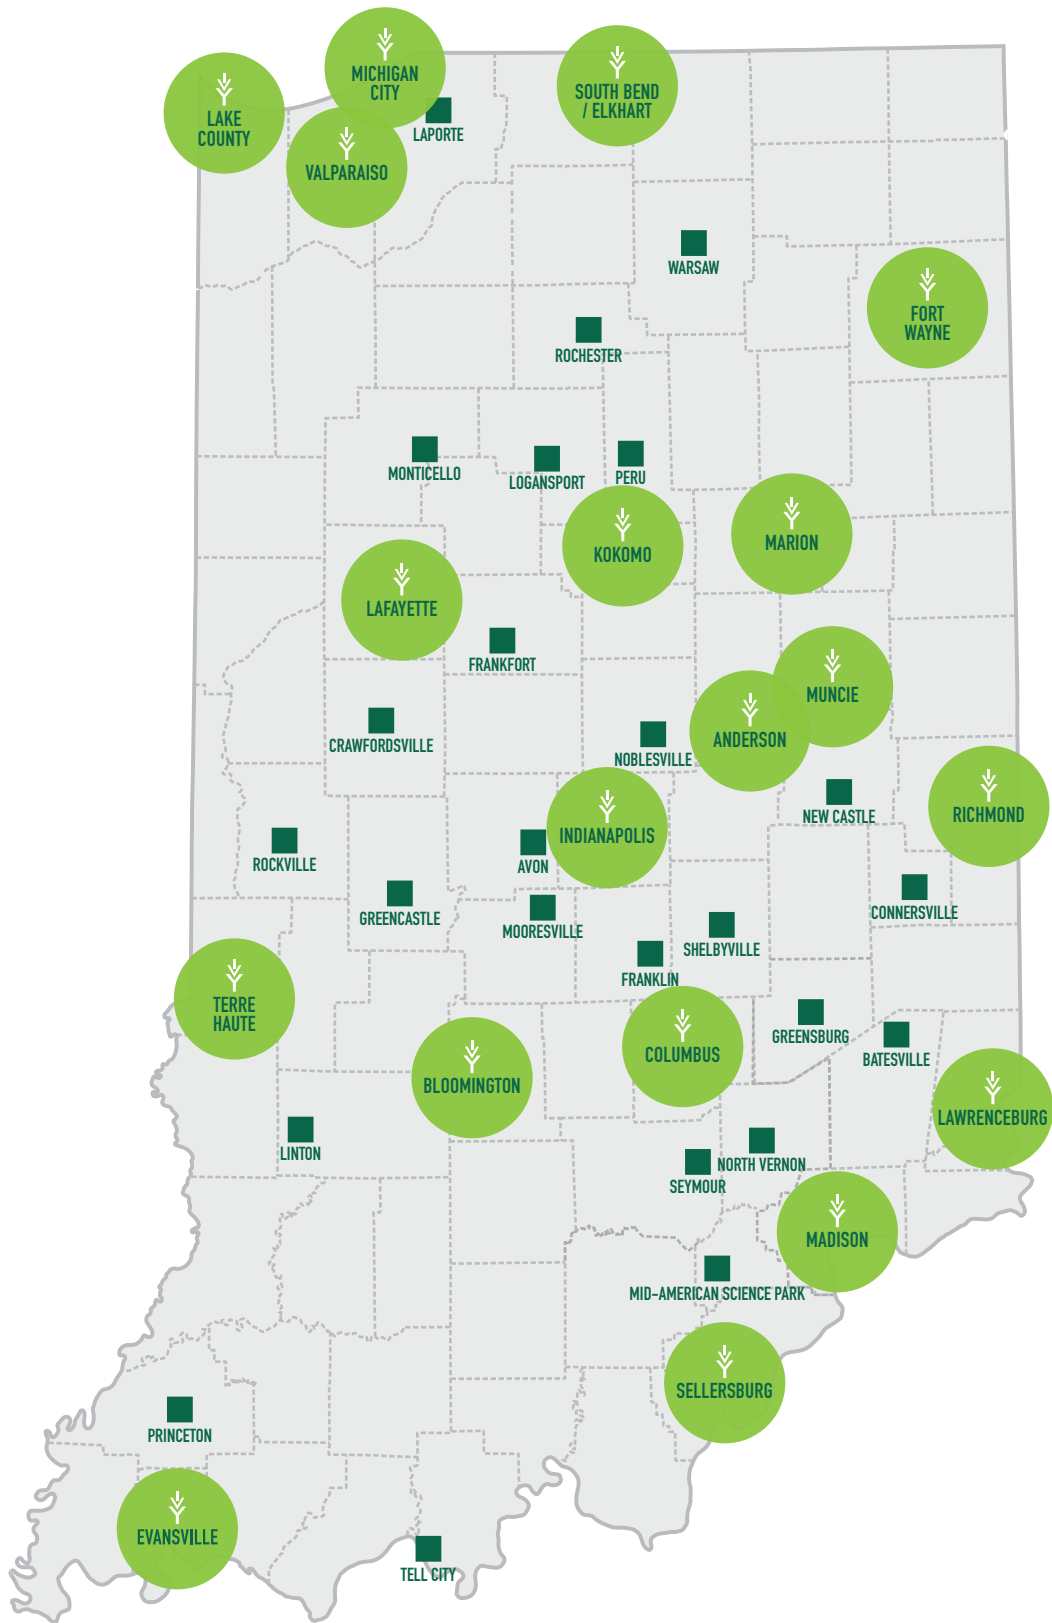 MICHIGAN
CITY
LAKE
COUNTY
SOUTH BEND
/ ELKHART
LAPORTE
VALPARAISO
WARSAW
FORT
WAYNE
ROCHESTER
MONTICELLO
LOGANSPORT
PERU
KOKOMO
MARION
LAFAYETTE
FRANKFORT
MUNCIE
ANDERSON
CRAWFORDSVILLE
NOBLESVILLE
NEW CASTLE
RICHMOND
INDIANAPOLIS
ROCKVILLE
AVON
GREENCASTLE
MOORESVILLE
CONNERSVILLE
SHELBYVILLE
FRANKLIN
TERRE
HAUTE
GREENSBURG
BATESVILLE
COLUMBUS
BLOOMINGTON
LAWRENCEBURG
LINTON
NORTH VERNON
SEYMOUR
MADISON
MID-AMERICAN SCIENCE PARK
SELLERSBURG
PRINCETON
EVANSVILLE
TELL CITY